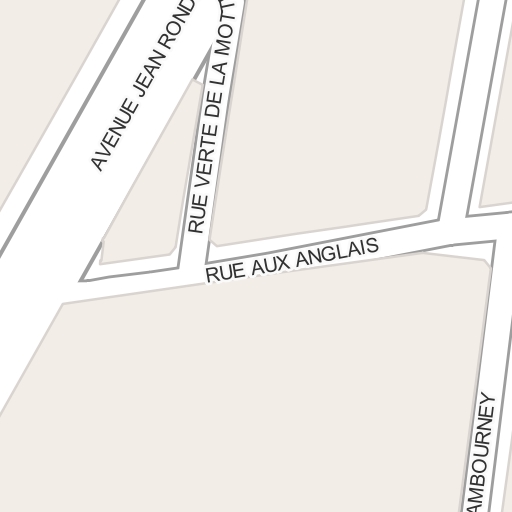 AVENUE JEAN ROND
RUE VERTE DE LA MOTT
RUE AUX ANGLAIS
AMBOURNEY